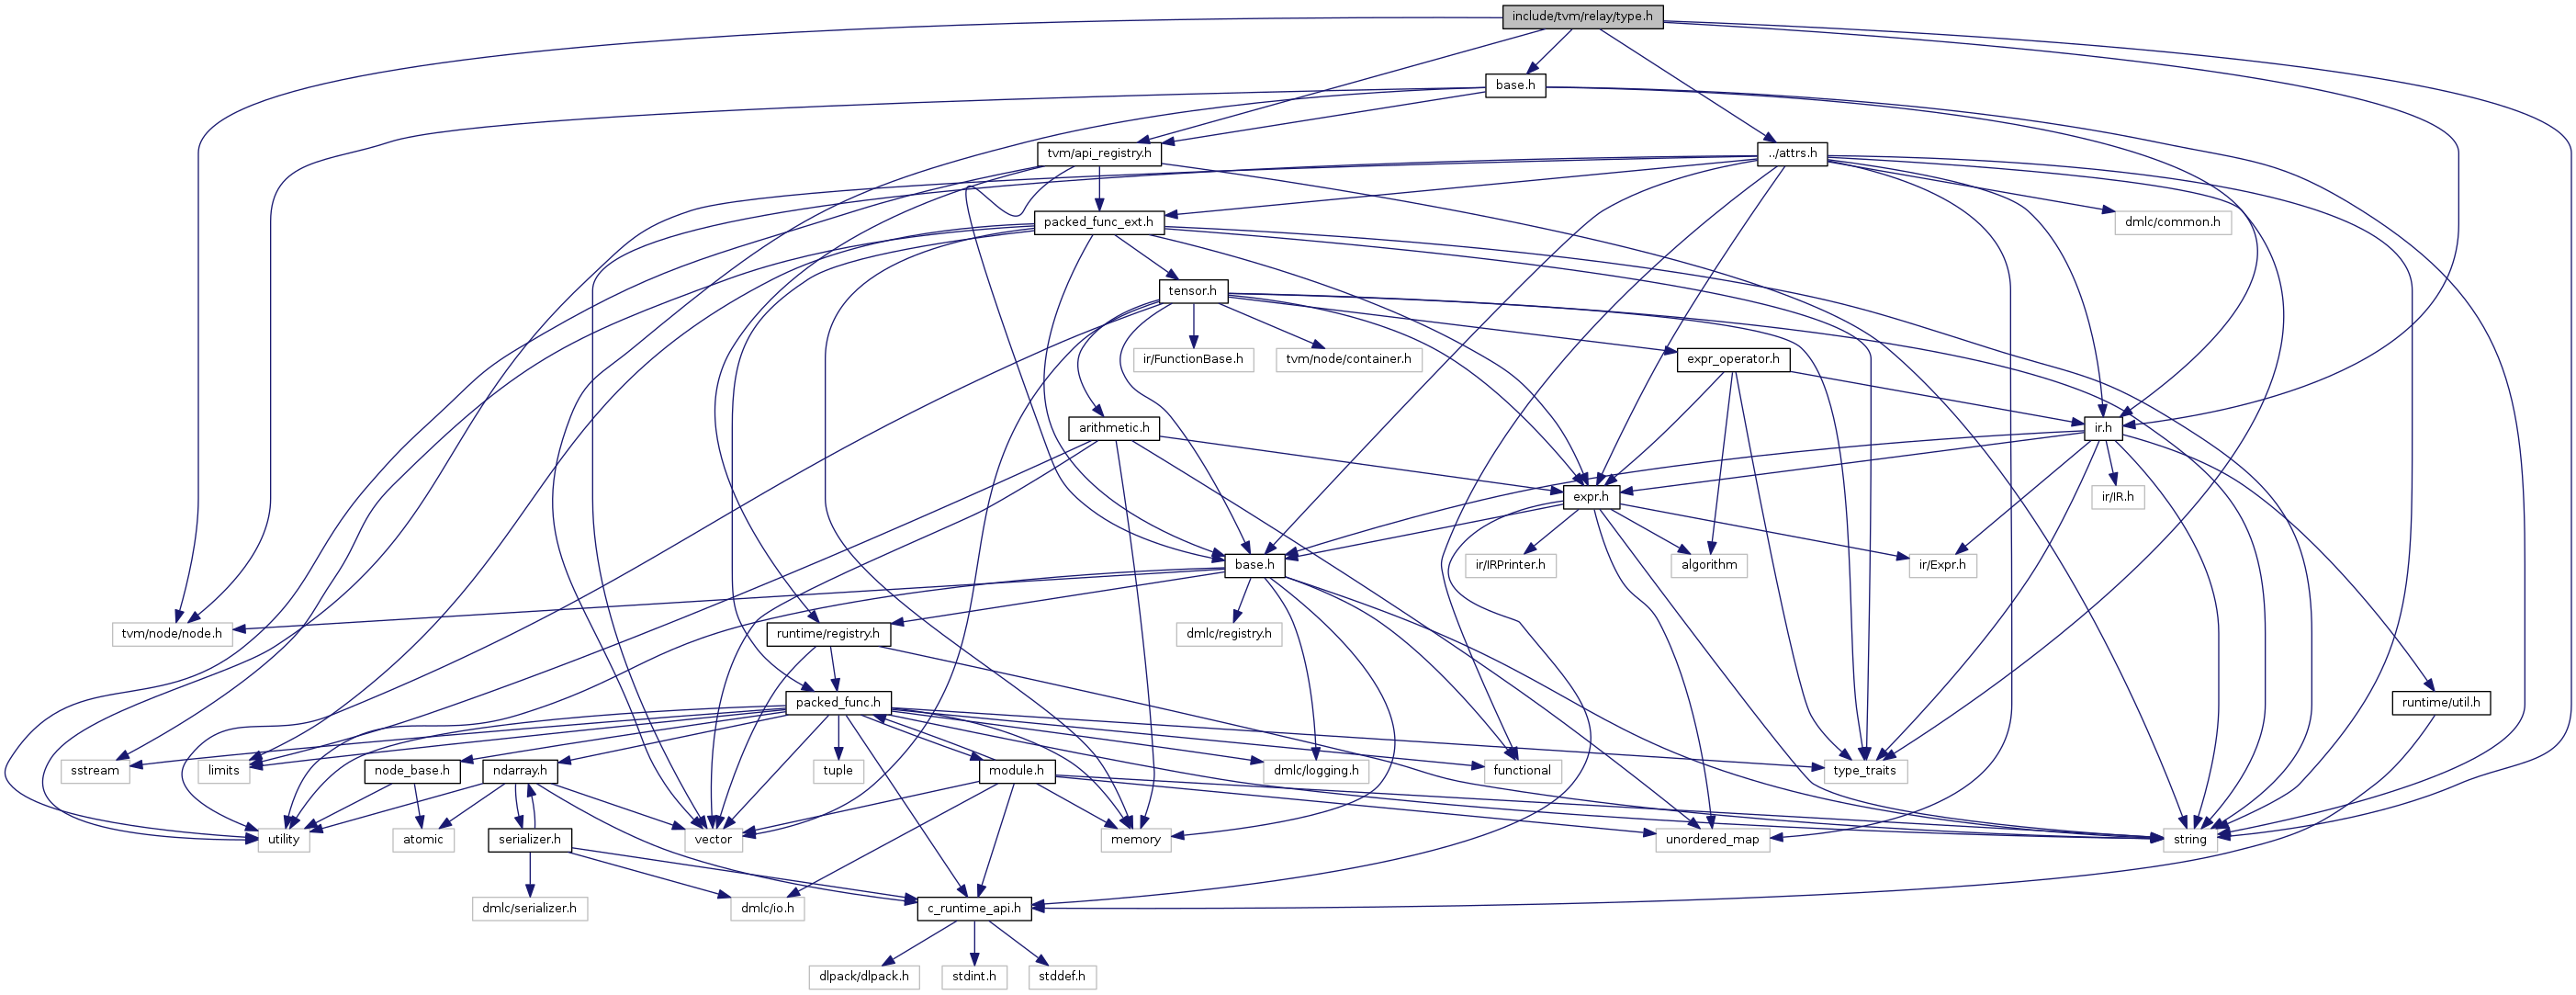 include/tvm/relay/type.h
base.h
tvm/api_registry.h
../attrs.h
packed_func_ext.h
dmlc/common.h
tensor.h
ir/FunctionBase.h
tvm/node/container.h
expr_operator.h
arithmetic.h
ir.h
expr.h
ir/IR.h
base.h
ir/IRPrinter.h
algorithm
ir/Expr.h
tvm/node/node.h
runtime/registry.h
dmlc/registry.h
packed_func.h
runtime/util.h
sstream
limits
node_base.h
ndarray.h
tuple
module.h
dmlc/logging.h
functional
type_traits
utility
atomic
serializer.h
vector
memory
unordered_map
string
dmlc/serializer.h
dmlc/io.h
c_runtime_api.h
dlpack/dlpack.h
stdint.h
stddef.h